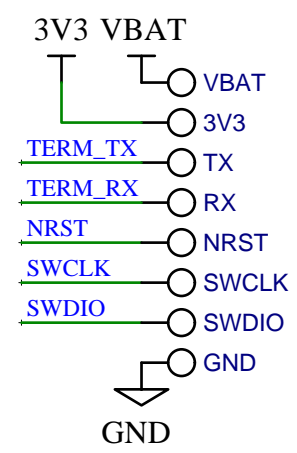 3V3 VBAT
VBAT
3V3
TERM_TX TX
TERM_RX RX
NRST NRST
SWCLK SWCLK
SWDIO SWDIO
GND
GND